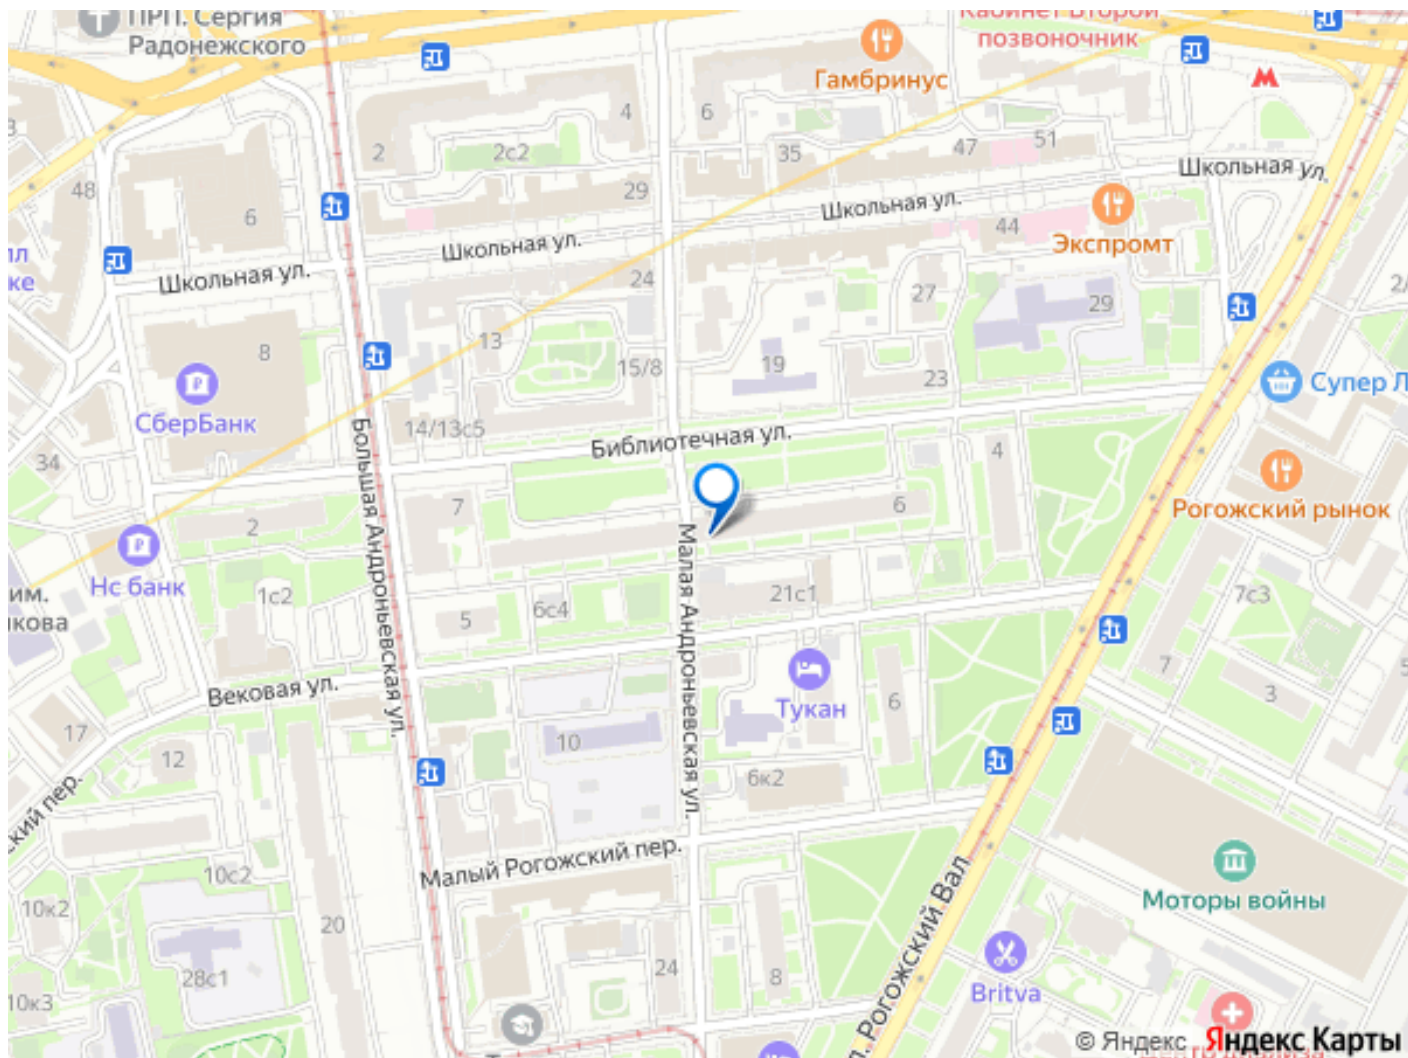 ПРП. Сергия
Радонежского
Кабинет Второй
позвоночник
Гамбринус
4
6
2
2с2
35
47
51
48
29
Школьная ул.
6
Школьная ул.
44
Экспромт
Школьная ул.
Школьная ул.
24
27
29
13
8
15/8
19
23
СберБанк
Супер Л
14/13с5
Библиотечная ул.
34
4
7
6
Рогожский рынок
2
Большая Андроньевская ул.
Малая Андроньевская ул.
Нс банк
1с2
6с4
21с1
7с3
5
7
3
Вековая ул.
Тукан
6
17
12
10
6к2
Малый Рогожский пер.
10с2
Моторы войны
10к2
20
28с1
24
8
Britva
10к3
Рогожский Вал
© Яндекс Яндекс Карты